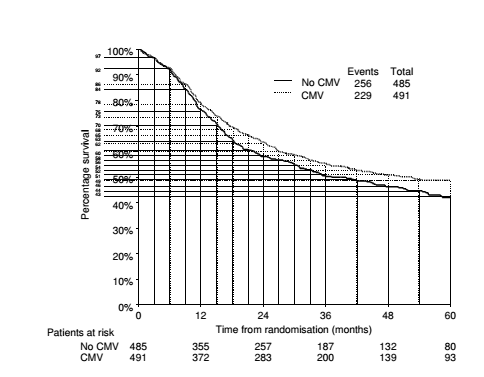 Events Total
No CMV 256 485
CMV 229 491
Percentage survival
100%
90%
80%
70%
60%
50%
40%
30%
20%
10%
0%
97
92
0 12 24 36 48 60
Time from randomisation (months)
Patients at risk
No CMV 485 355 257 187 132 80
CMV 491 372 283 200 139 93